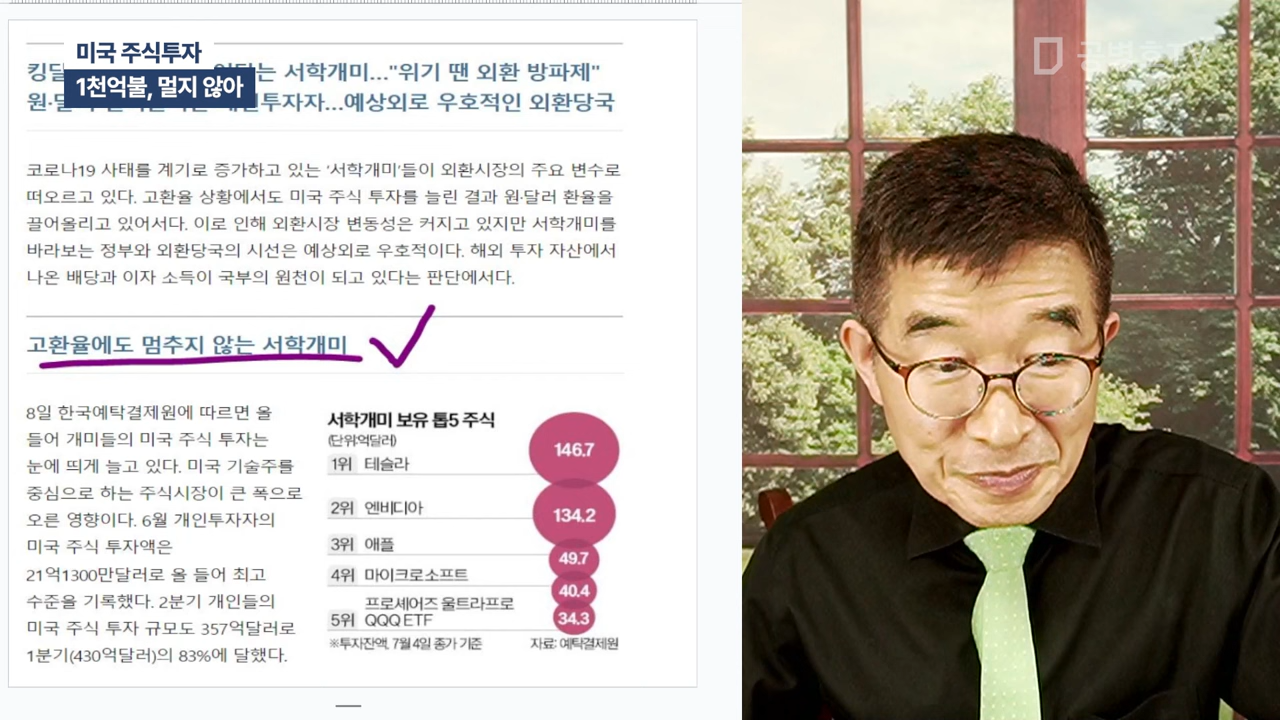 미국 주식투자
1천억불, 멀지 않아
킹달 는 서학개미..."위기 땐 외환 방파제"
원·달 투자자...예상외로 우호적인 외환당국
코로나19 사태를 계기로 증가하고 있는 '서학개미'들이 외환시장의 주요 변수로
떠오르고 있다. 고환율 상황에서도 미국 주식 투자를 늘린 결과 원·달러 환율을
끌어올리고 있어서다. 이로 인해 외환시장 변동성은 커지고 있지만 서학개미를
바라보는 정부와 외환당국의 시선은 예상외로 우호적이다. 해외 투자 자산에서
나온 배당과 이자 소득이 국부의 원천이 되고 있다는 판단에서다.
고환율에도 멈추지 않는 서학개미
8일 한국예탁결제원에 따르면 올
들어 개미들의 미국 주식 투자는
눈에 띄게 늘고 있다. 미국 기술주를
중심으로 하는 주식시장이 큰 폭으로
오른 영향이다. 6월 개인투자자의
미국 주식 투자액은
21억1300만달러로 올 들어 최고
수준을 기록했다. 2분기 개인들의
미국 주식 투자 규모도 357억달러로
1분기(430억달러)의 83%에 달했다.
서학개미 보유 톱5 주식
(단위:억달러)
1위 테슬라 146.7
2위 엔비디아 134.2
3위 애플 49.7
4위 마이크로소프트 40.4
프로셰어즈 울트라프로
5위 QQQ ETF 34.3
※투자잔액, 7월 4일 종가 기준 자료: 예탁결제원